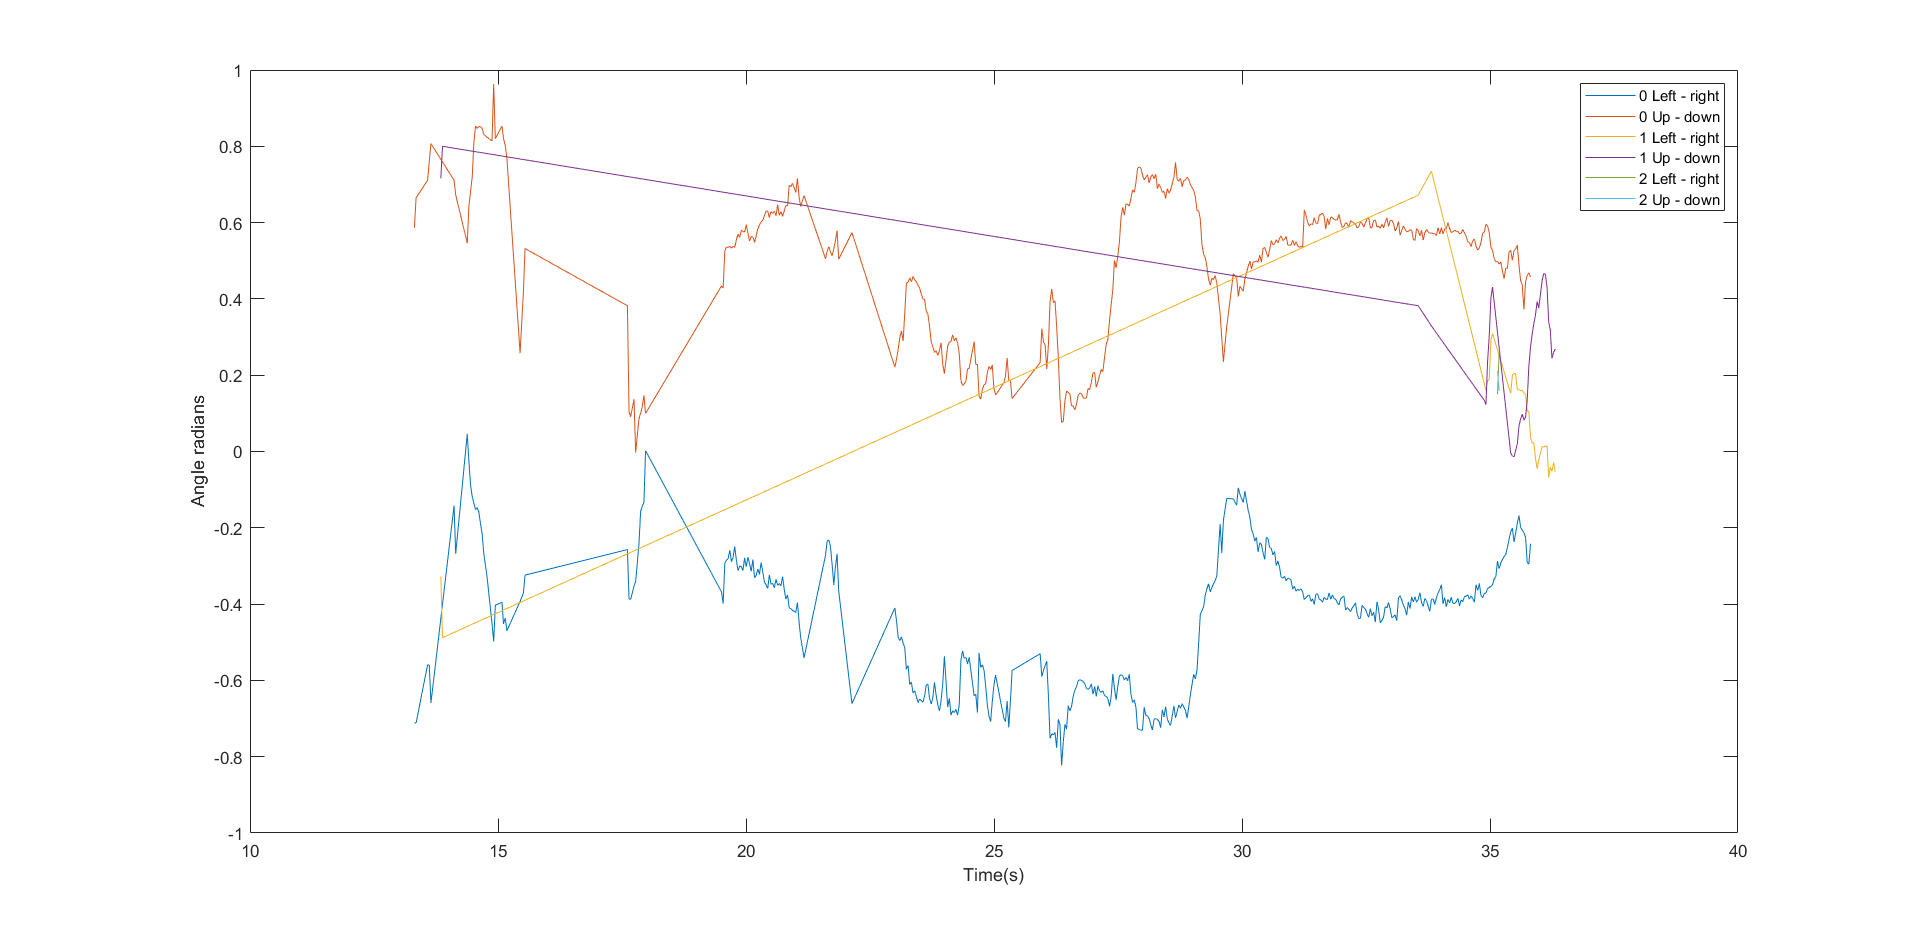 1
0.8
0.6
0.4
0.2
0
-0.2
-0.4
-0.6
-0.8
-1
Angle radians
10 15 20 25 30 35 40
Time(s)
0 Left - right
0 Up - down
1 Left - right
1 Up - down
2 Left - right
2 Up - down